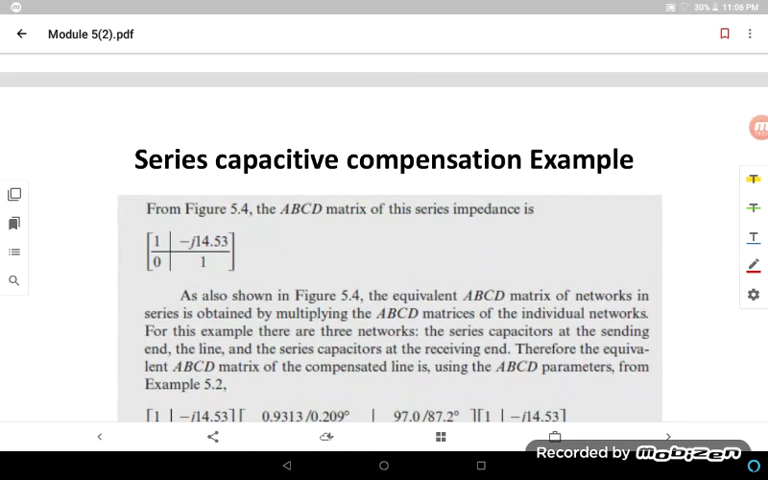 30% 11:06 PM
Module 5(2).pdf
Series capacitive compensation Example
From Figure 5.4, the ABCD matrix of this series impedance is
1 | −j14.53
0 | 1
As also shown in Figure 5.4, the equivalent ABCD matrix of networks in
series is obtained by multiplying the ABCD matrices of the individual networks.
For this example there are three networks: the series capacitors at the sending
end, the line, and the series capacitors at the receiving end. Therefore the equiva-
lent ABCD matrix of the compensated line is, using the ABCD parameters, from
Example 5.2,
[1 | −j14.53][ 0.9313/0.209° | 97.0/87.2° ][1 | −j14.53]
Recorded by mobizen